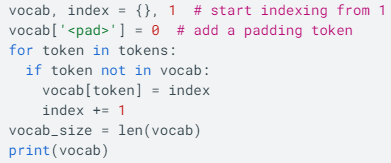 vocab, index = {}, 1  # start indexing from 1
vocab['<pad>'] = 0  # add a padding token
for token in tokens:
  if token not in vocab:
    vocab[token] = index
    index += 1
vocab_size = len(vocab)
print(vocab)